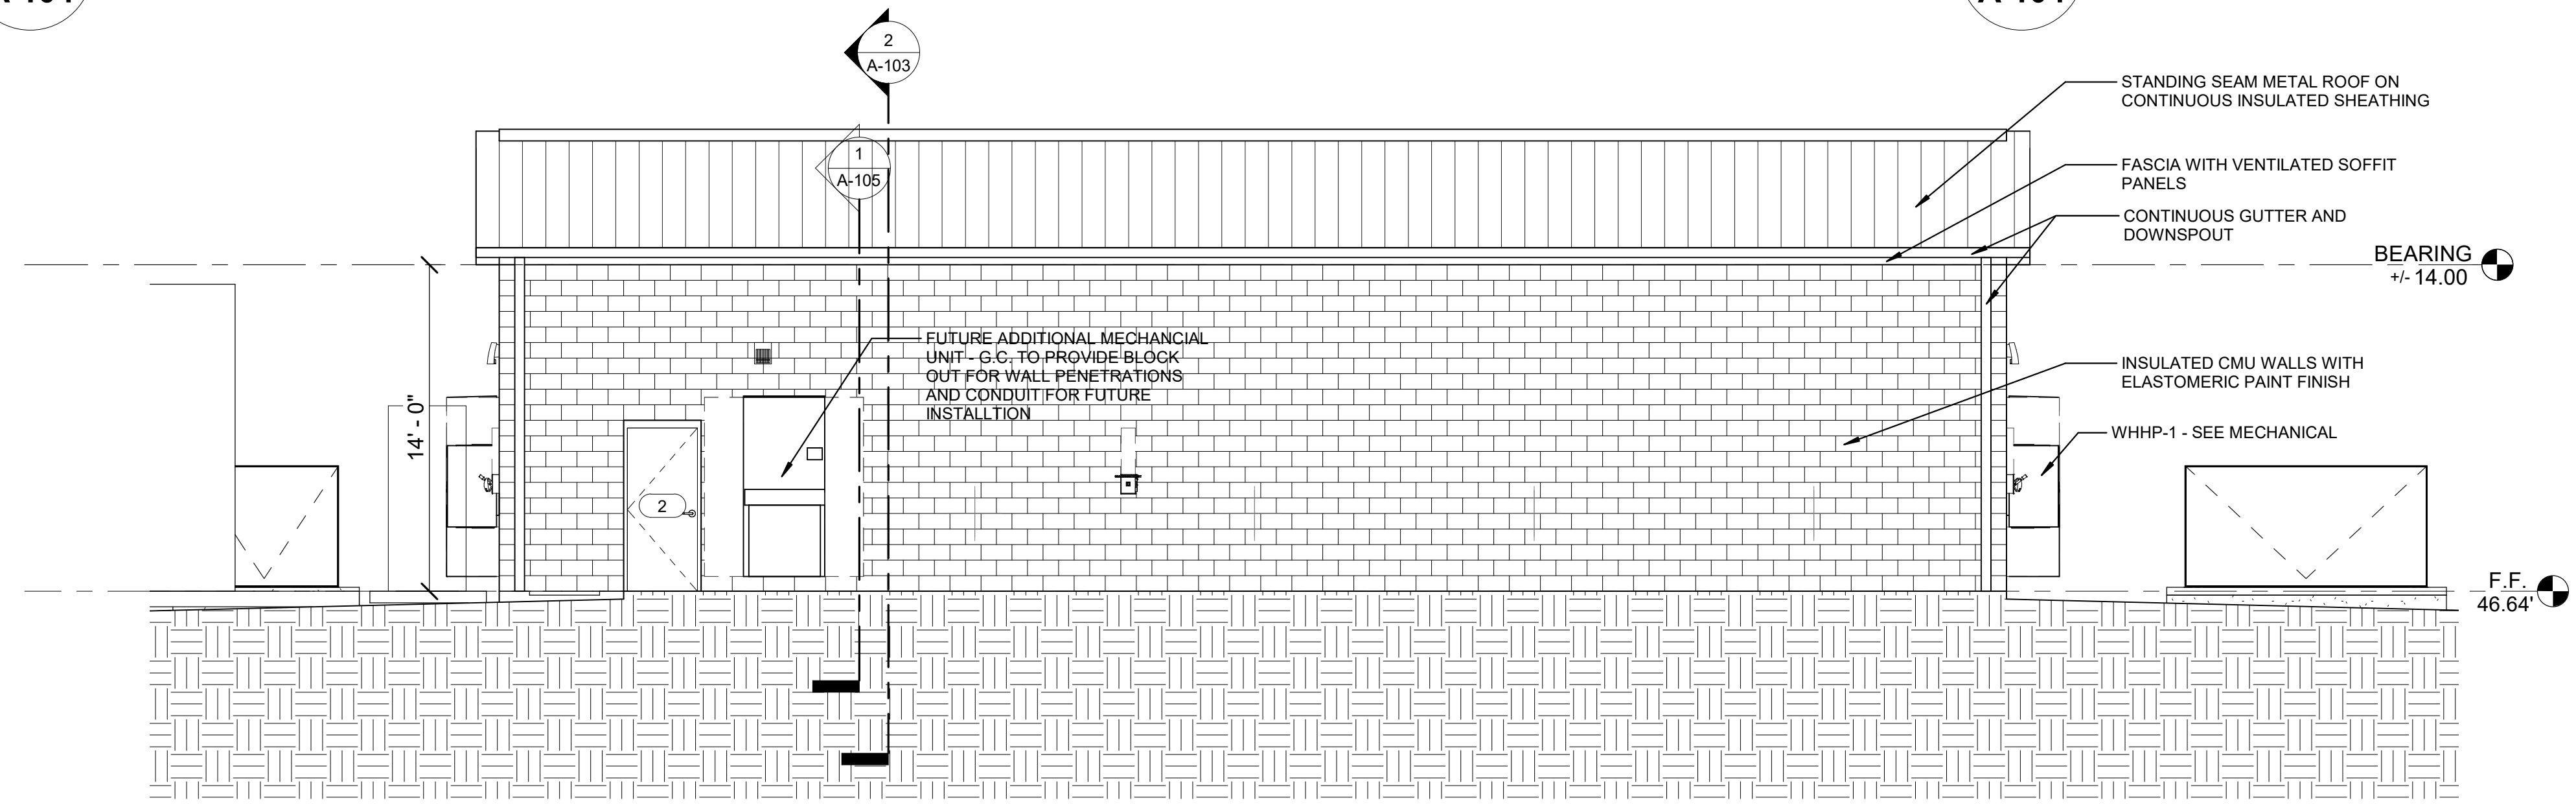 2
A-103
1
A-105
STANDING SEAM METAL ROOF ON
CONTINUOUS INSULATED SHEATHING
FASCIA WITH VENTILATED SOFFIT
PANELS
CONTINUOUS GUTTER AND
DOWNSPOUT
BEARING
+/- 14.00
FUTURE ADDITIONAL MECHANCIAL
UNIT - G.C. TO PROVIDE BLOCK
OUT FOR WALL PENETRATIONS
AND CONDUIT FOR FUTURE
INSTALLTION
INSULATED CMU WALLS WITH
ELASTOMERIC PAINT FINISH
14' - 0"
WHHP-1 - SEE MECHANICAL
2
F.F.
46.64'